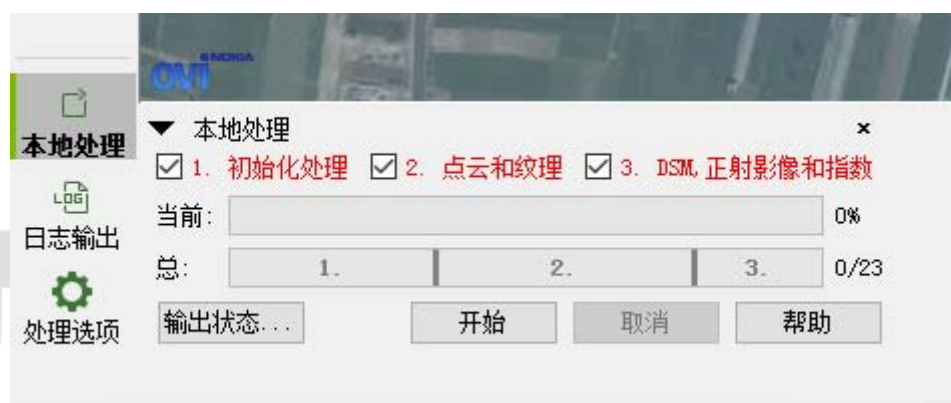 OVI
NOKIA
本地处理
LOG
日志输出
处理选项
本地处理
1. 初始化处理 2. 点云和纹理 3. DSM,正射影像和指数
当前: 0%
总: 1. 2. 3. 0/23
输出状态... 开始 取消 帮助